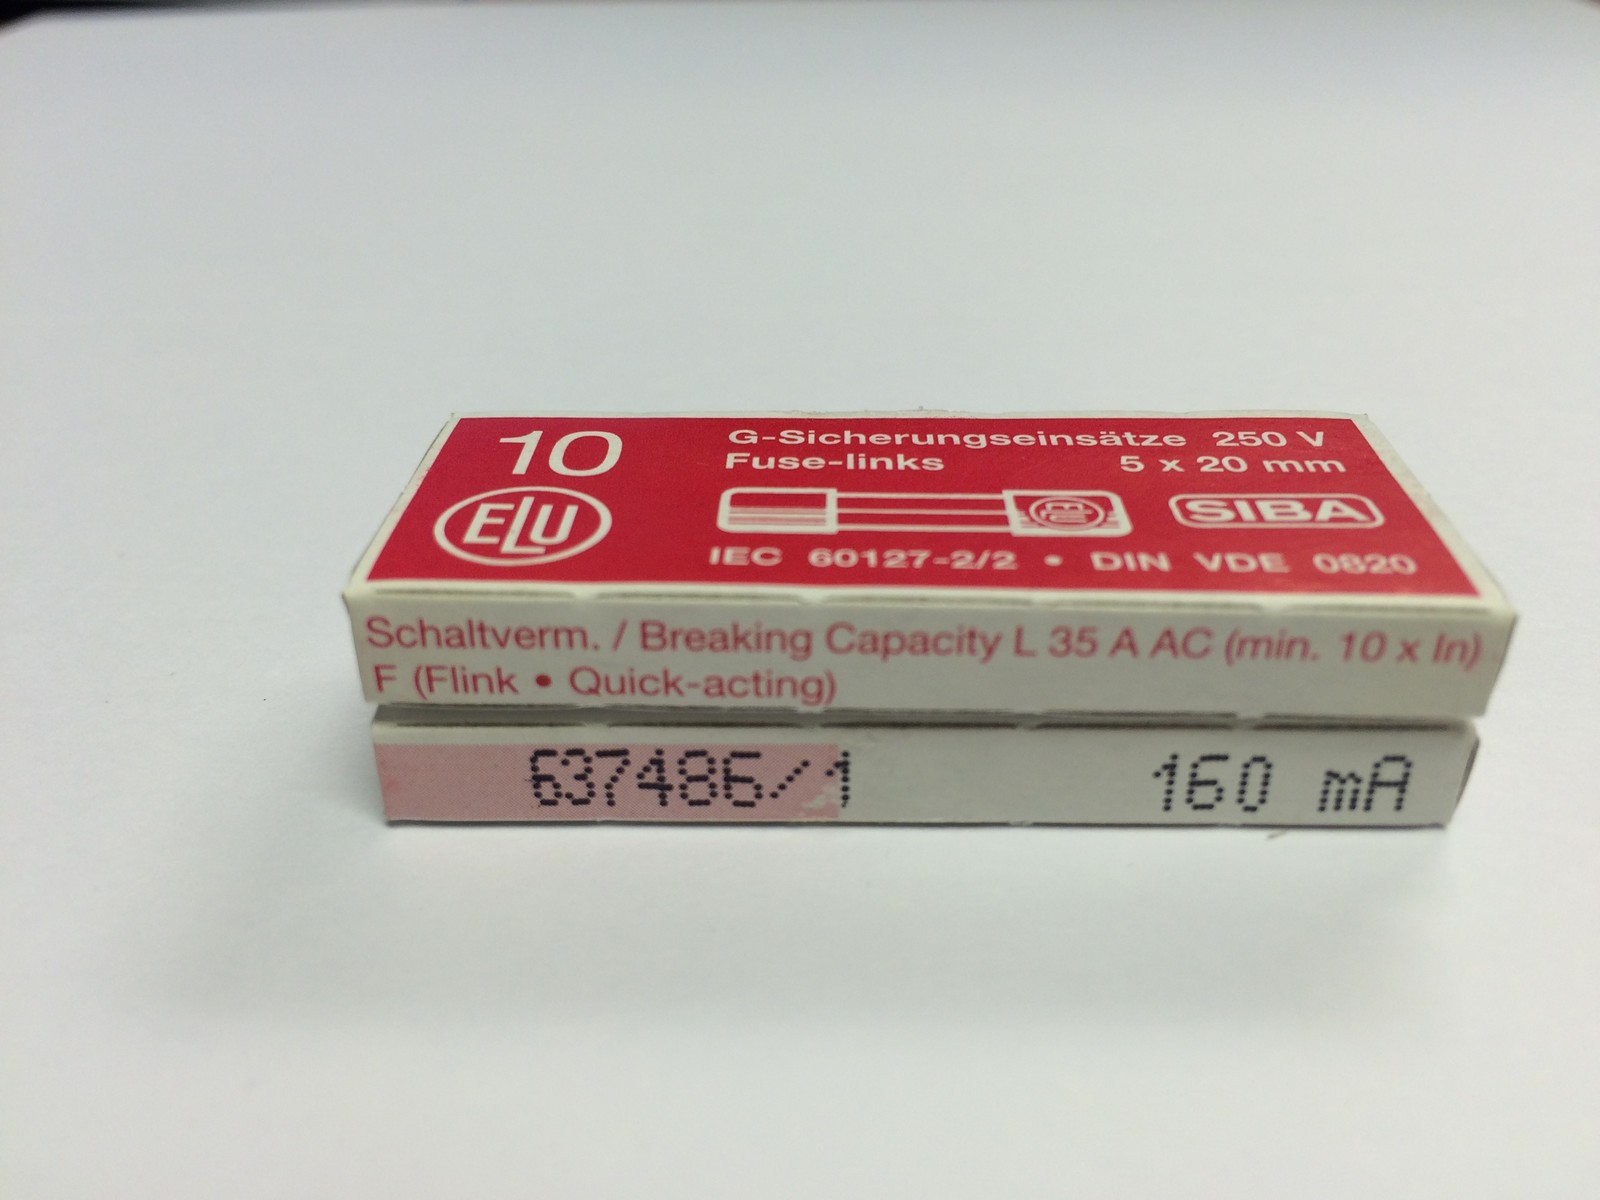 10
G-Sicherungseinsätze 250 V
Fuse-links 5 x 20 mm
ELU
ELU
SIBA
IEC 60127-2/2 • DIN VDE 0820
Schaltverm. / Breaking Capacity L 35 A AC (min. 10 x In)
F (Flink • Quick-acting)
637486/1 160 mA